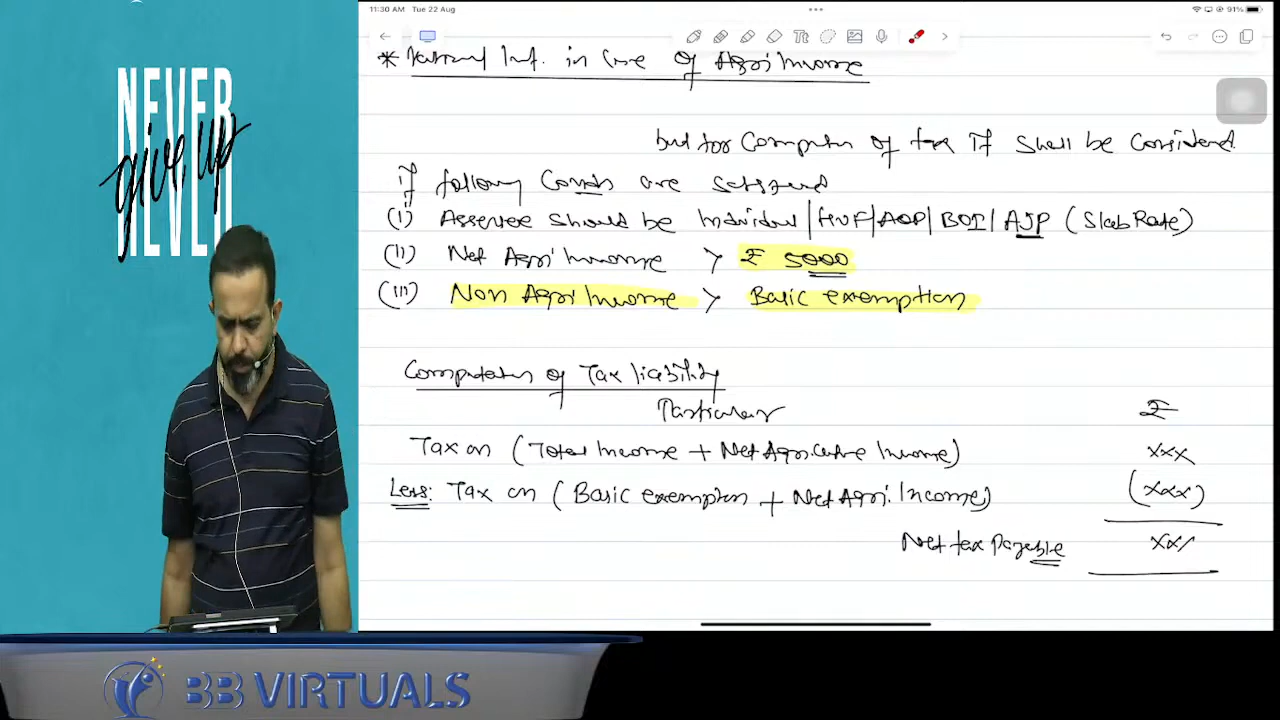 11:30 AM Tue 22 Aug
91%
NEVER
give up
NEVER
* in Case of Agri Income
but for Computn of tax it shall be Considered
if following Conds are satisfied
(i) Assessee should be Individual / HUF / AOP / BOI / AJP (Slab Rate)
(ii) Net Agri Income > ₹ 5000
(iii) Non Agri Income > Basic exemption
Computation of Tax liability
Particulars ₹
Tax on (Total Income + Net Agriculture Income) xxx
Less: Tax on (Basic exemption + Net Agri. Income) (xxx)
Net tax payable xxx
BB VIRTUALS